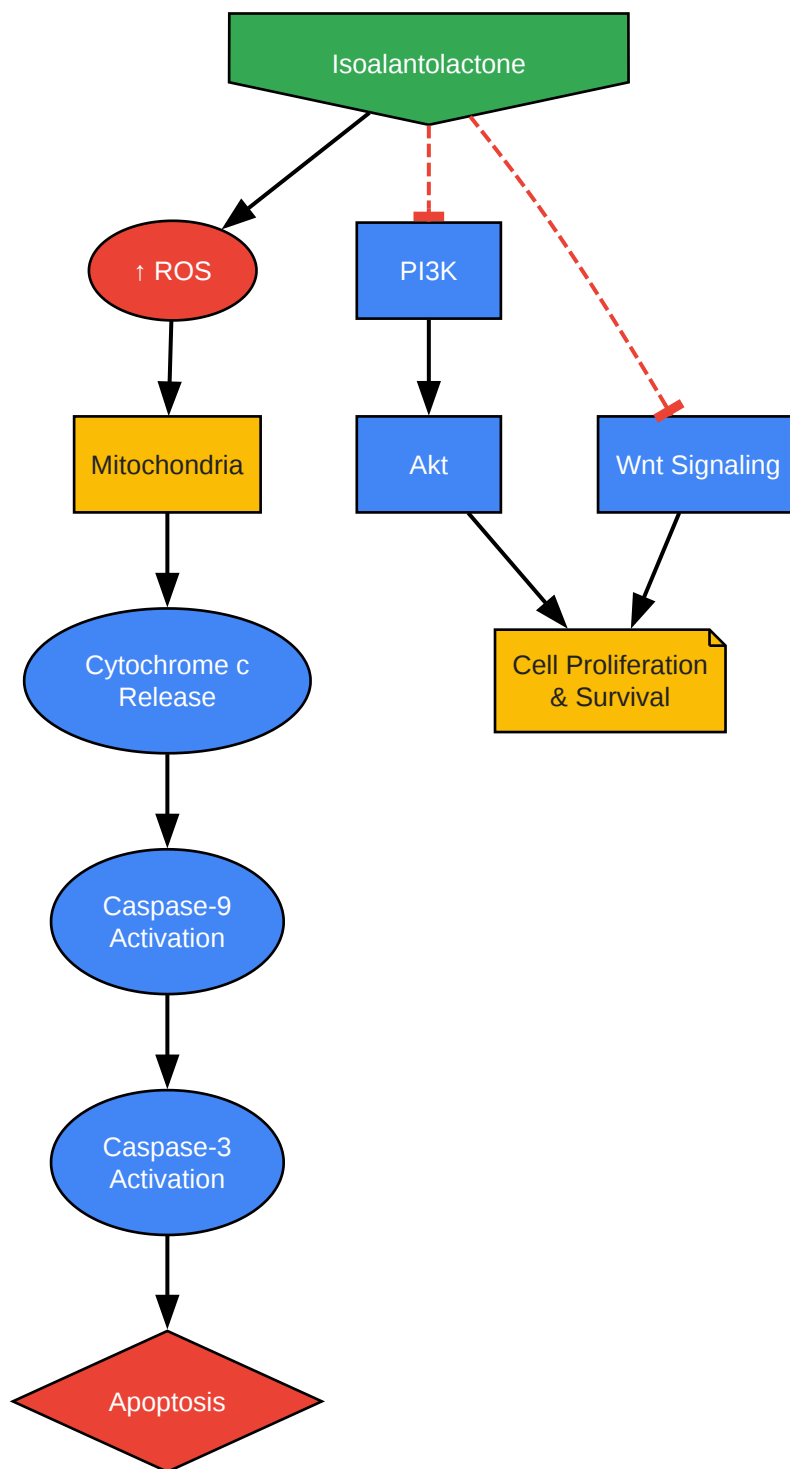 Isoalantolactone
↑ ROS
PI3K
Mitochondria
Akt
Wnt Signaling
Cytochrome c
Release
Cell Proliferation
& Survival
Caspase-9
Activation
Caspase-3
Activation
Apoptosis